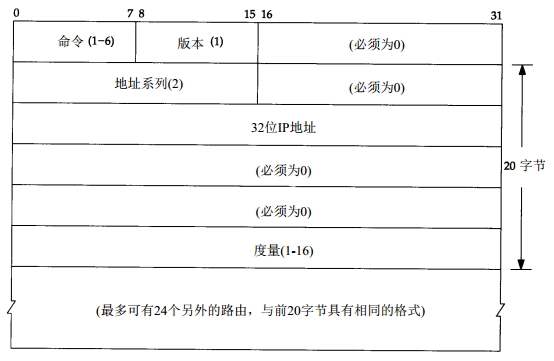 0 7 8 15 16 31
命令 (1-6) 版本 (1) (必须为0)
地址系列(2) (必须为0)
32位IP地址
20 字节
(必须为0)
(必须为0)
度量(1-16)
(最多可有24个另外的路由，与前20字节具有相同的格式)